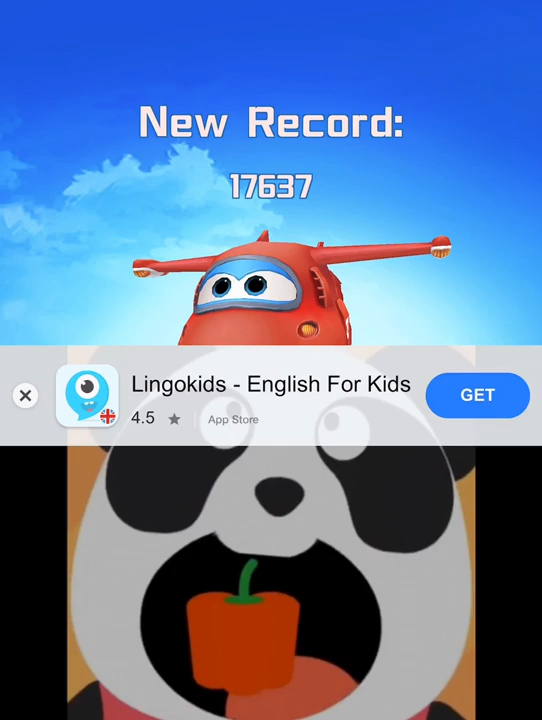 New Record:
17637
Lingokids - English For Kids
4.5 ★ App Store
GET